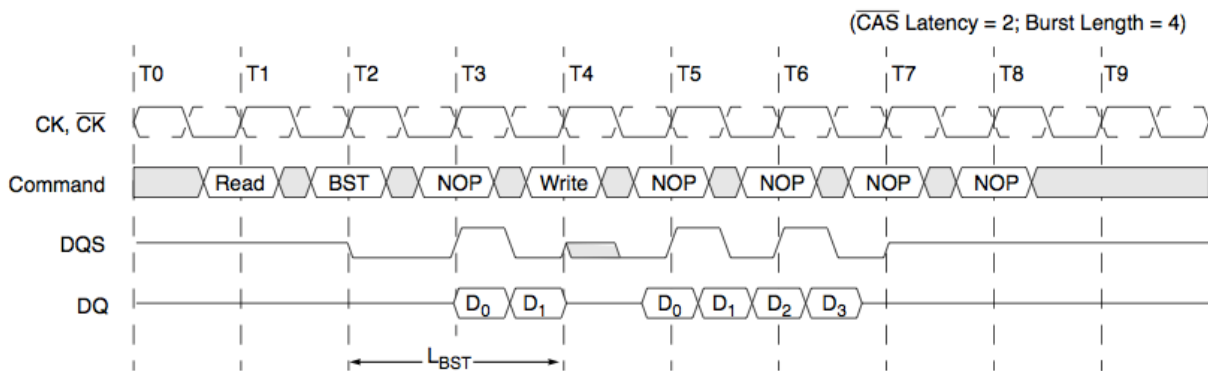 (CAS Latency = 2; Burst Length = 4)
T0 T1 T2 T3 T4 T5 T6 T7 T8 T9
CK, CK
Command Read BST NOP Write NOP NOP NOP NOP
DQS
DQ D0 D1 D0 D1 D2 D3
LBST